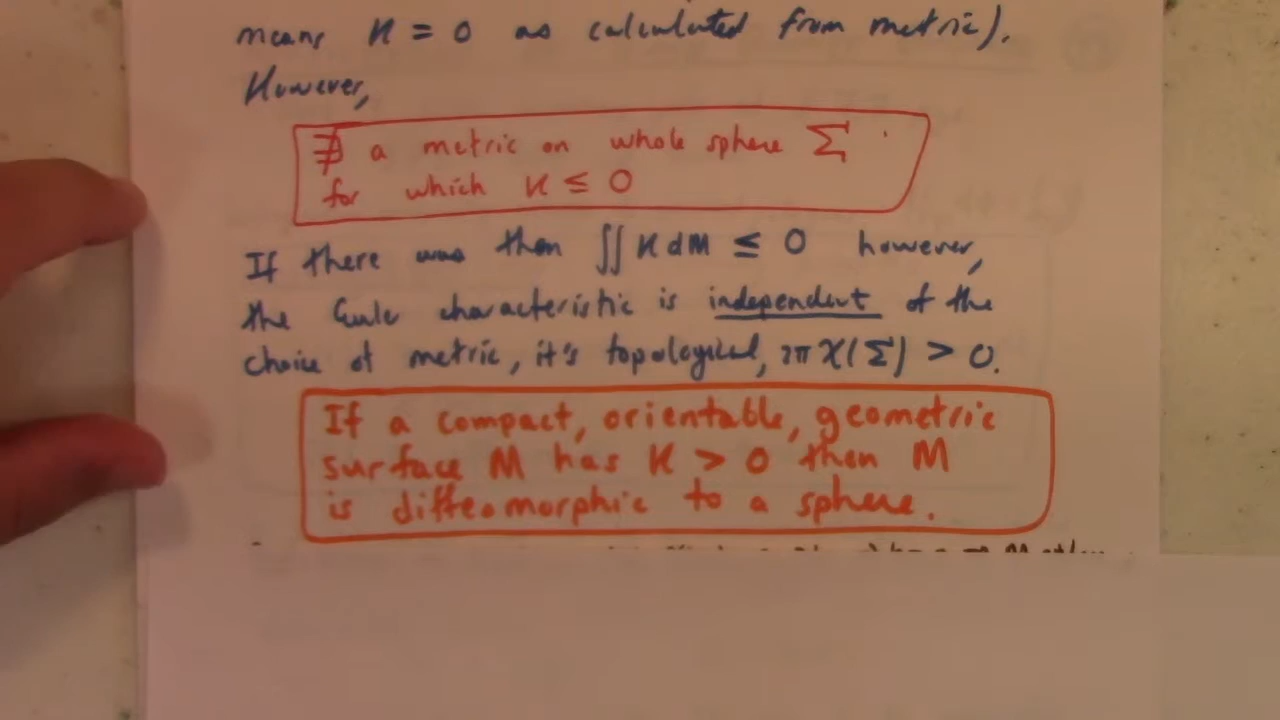 means K = 0 as calculated from metric).
However,
∄ a metric on whole sphere Σ
for which K ≤ 0
If there was then ∬ K dM ≤ 0 however,
the Euler characteristic is independent of the
choice of metric, it's topological, 2π χ(Σ) > 0.
If a compact, orientable, geometric
surface M has K > 0 then M
is diffeomorphic to a sphere.